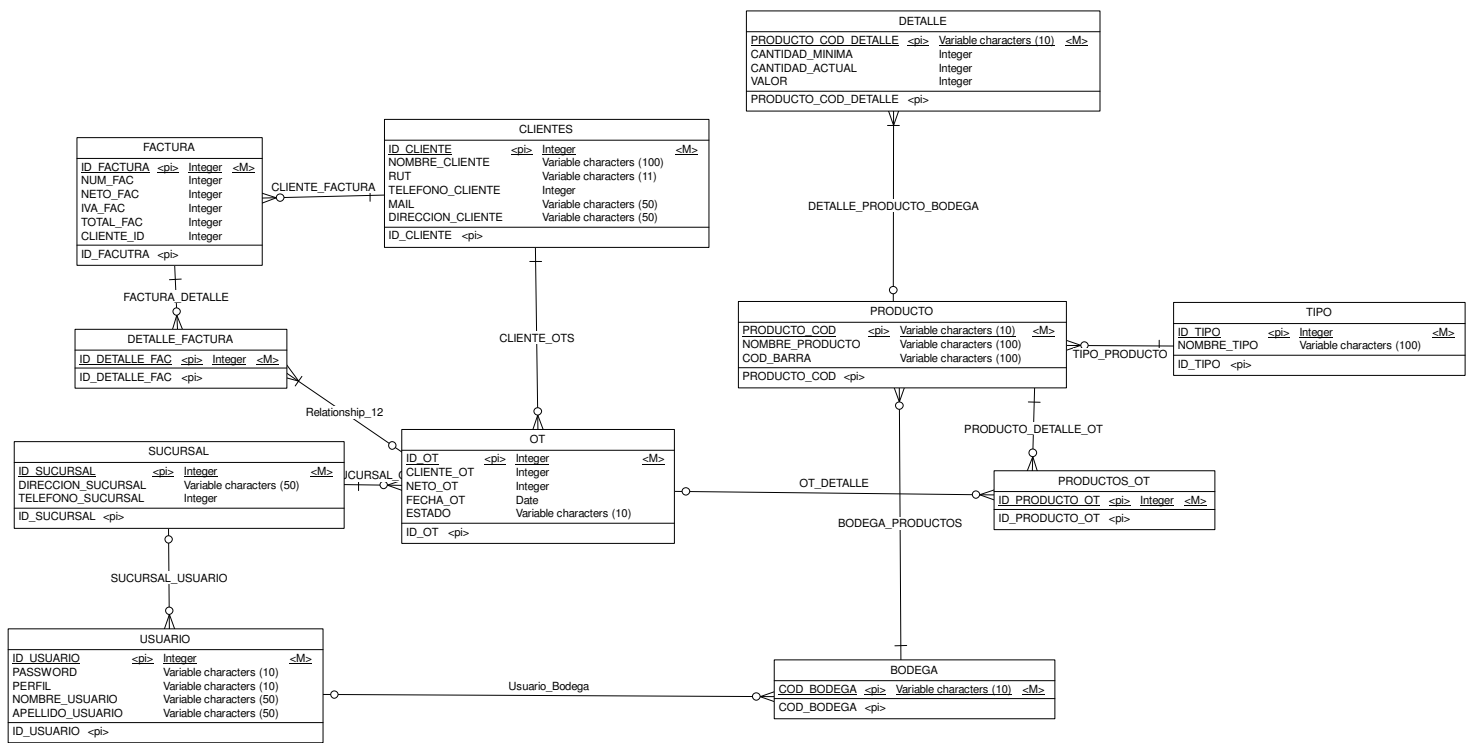 DETALLE
PRODUCTO_COD_DETALLE <pi> Variable characters (10) <M>
CANTIDAD_MINIMA Integer
CANTIDAD_ACTUAL Integer
VALOR Integer
PRODUCTO_COD_DETALLE <pi>
FACTURA
ID_FACTURA <pi> Integer <M>
NUM_FAC Integer
NETO_FAC Integer
IVA_FAC Integer
TOTAL_FAC Integer
CLIENTE_ID Integer
ID_FACUTRA <pi>
CLIENTE_FACTURA
CLIENTES
ID_CLIENTE <pi> Integer <M>
NOMBRE_CLIENTE Variable characters (100)
RUT Variable characters (11)
TELEFONO_CLIENTE Integer
MAIL Variable characters (50)
DIRECCION_CLIENTE Variable characters (50)
ID_CLIENTE <pi>
DETALLE_PRODUCTO_BODEGA
FACTURA_DETALLE
DETALLE_FACTURA
ID_DETALLE_FAC <pi> Integer <M>
ID_DETALLE_FAC <pi>
CLIENTE_OTS
PRODUCTO
PRODUCTO_COD <pi> Variable characters (10) <M>
NOMBRE_PRODUCTO Variable characters (100)
COD_BARRA Variable characters (100)
PRODUCTO_COD <pi>
TIPO_PRODUCTO
TIPO
ID_TIPO <pi> Integer <M>
NOMBRE_TIPO Variable characters (100)
ID_TIPO <pi>
Relationship_12
PRODUCTO_DETALLE_OT
SUCURSAL
ID_SUCURSAL <pi> Integer <M>
DIRECCION_SUCURSAL Variable characters (50)
TELEFONO_SUCURSAL Integer
ID_SUCURSAL <pi>
OT
ID_OT <pi> Integer <M>
CLIENTE_OT Integer
NETO_OT Integer
FECHA_OT Date
ESTADO Variable characters (10)
ID_OT <pi>
OT_DETALLE
PRODUCTOS_OT
ID_PRODUCTO_OT <pi> Integer <M>
ID_PRODUCTO_OT <pi>
BODEGA_PRODUCTOS
SUCURSAL_USUARIO
USUARIO
ID_USUARIO <pi> Integer <M>
PASSWORD Variable characters (10)
PERFIL Variable characters (10)
NOMBRE_USUARIO Variable characters (50)
APELLIDO_USUARIO Variable characters (50)
ID_USUARIO <pi>
Usuario_Bodega
BODEGA
COD_BODEGA <pi> Variable characters (10) <M>
COD_BODEGA <pi>